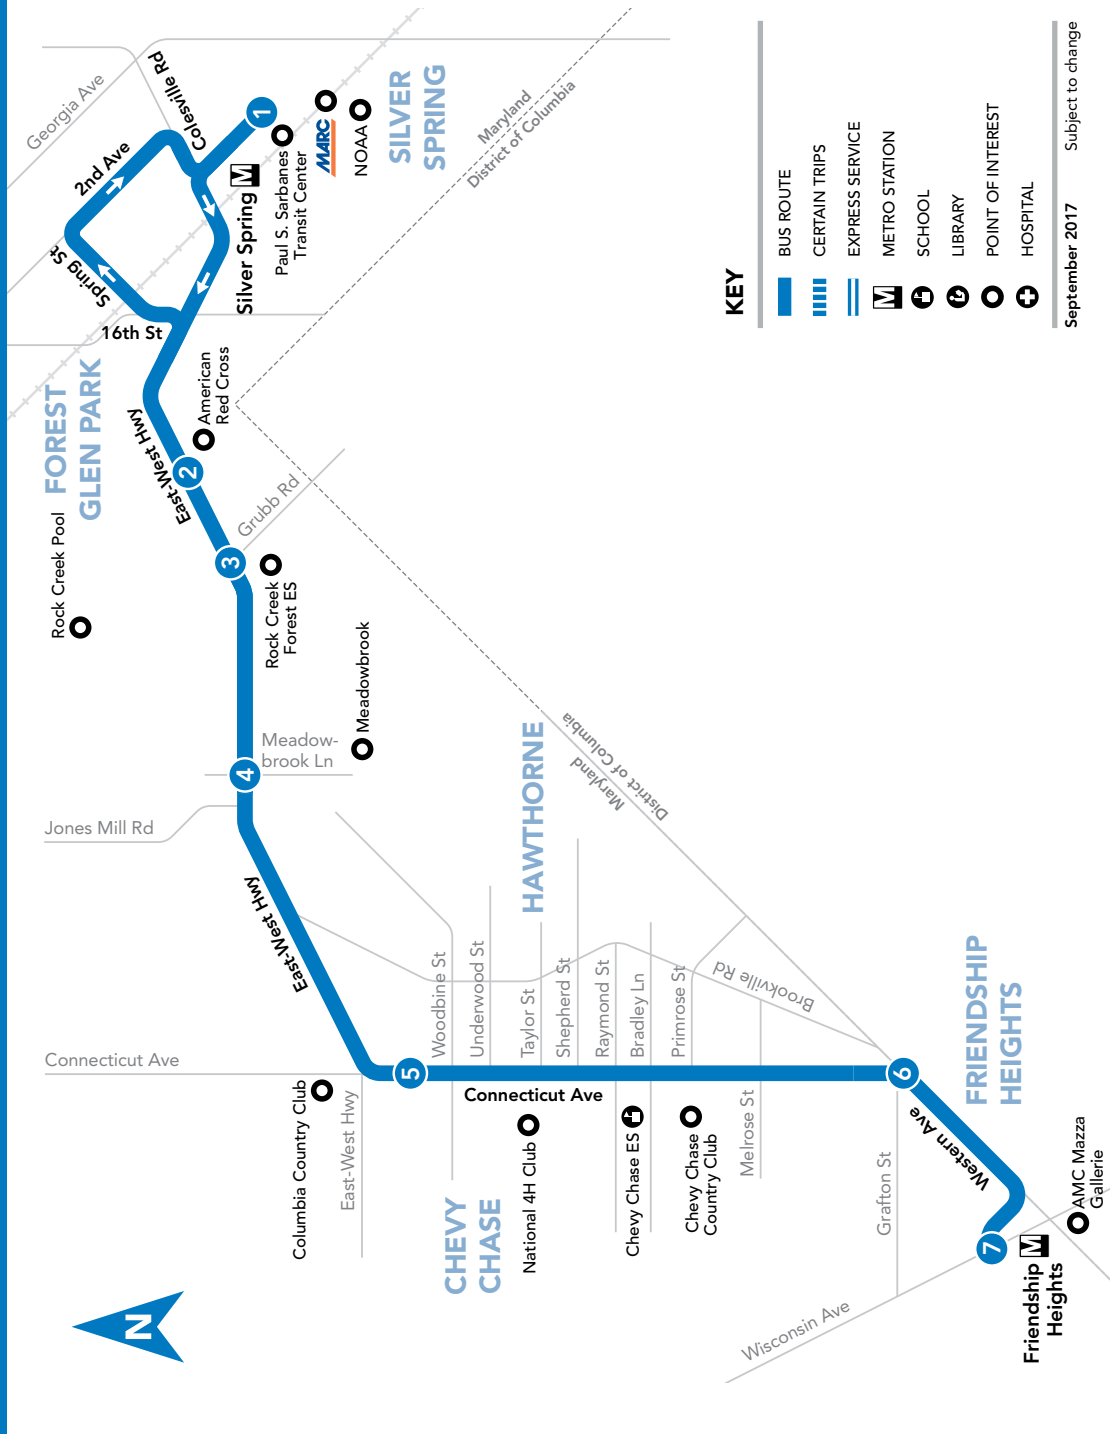 N
Georgia Ave
Colesville Rd
2nd Ave
Spring St
16th St
1
Silver Spring M
Paul S. Sarbanes
Transit Center
MARC
NOAA
SILVER
SPRING
Maryland
District of Columbia
FOREST
GLEN PARK
East-West Hwy
American
Red Cross
2
3
Grubb Rd
Rock Creek Pool
Rock Creek
Forest ES
Meadowbrook
Meadow-
brook Ln
4
Jones Mill Rd
East-West Hwy
HAWTHORNE
District of Columbia
Maryland
Connecticut Ave
Columbia Country Club
East-West Hwy
5
Woodbine St
Underwood St
Taylor St
Shepherd St
Raymond St
Bradley Ln
Primrose St
Brookville Rd
Connecticut Ave
CHEVY
CHASE
National 4H Club
Chevy Chase ES
Chevy Chase
Country Club
Melrose St
Grafton St
6
Western Ave
FRIENDSHIP
HEIGHTS
Wisconsin Ave
7
Friendship M
Heights
AMC Mazza
Gallerie
KEY
BUS ROUTE
CERTAIN TRIPS
EXPRESS SERVICE
M METRO STATION
SCHOOL
LIBRARY
POINT OF INTEREST
HOSPITAL
September 2017 Subject to change